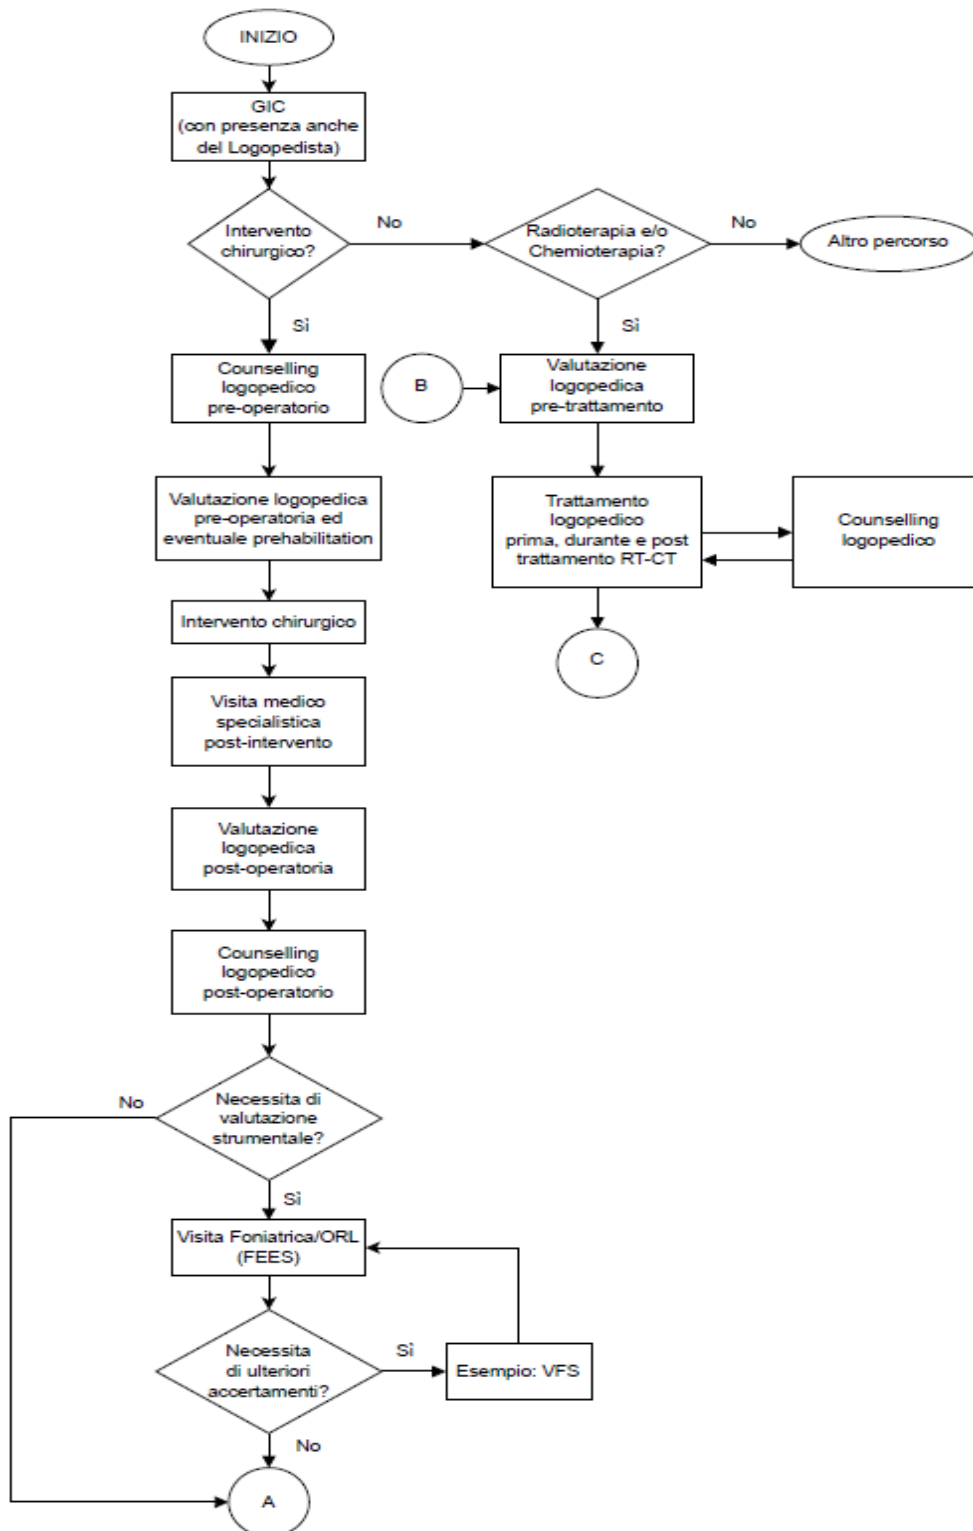 INIZIO
GIC
(con presenza anche
del Logopedista)
Intervento
chirurgico?
No
Radioterapia e/o
Chemioterapia?
No
Altro percorso
Sì
Sì
Counselling
logopedico
pre-operatorio
B
Valutazione
logopedica
pre-trattamento
Valutazione logopedica
pre-operatoria ed
eventuale prehabilitation
Trattamento
logopedico
prima, durante e post
trattamento RT-CT
Counselling
logopedico
Intervento chirurgico
C
Visita medico
specialistica
post-intervento
Valutazione
logopedica
post-operatoria
Counselling
logopedico
post-operatorio
No
Necessita di
valutazione
strumentale?
Sì
Visita Foniatrica/ORL
(FEES)
Necessita
di ulteriori
accertamenti?
Sì
Esempio: VFS
No
A